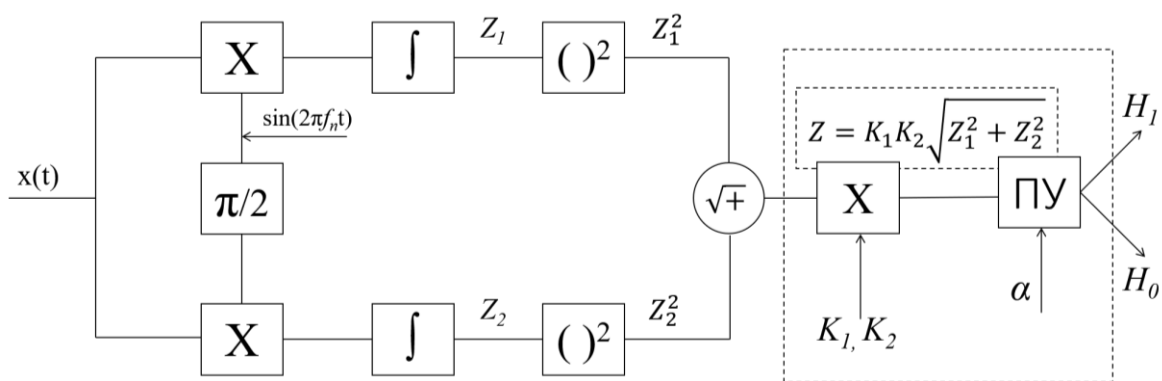 X
∫
Z₁
( )²
Z₁²
sin(2πfₙt)
Z = K₁K₂√(Z₁² + Z₂²)
H₁
x(t)
π/2
√+
X
ПУ
H₀
α
K₁, K₂
X
∫
Z₂
( )²
Z₂²